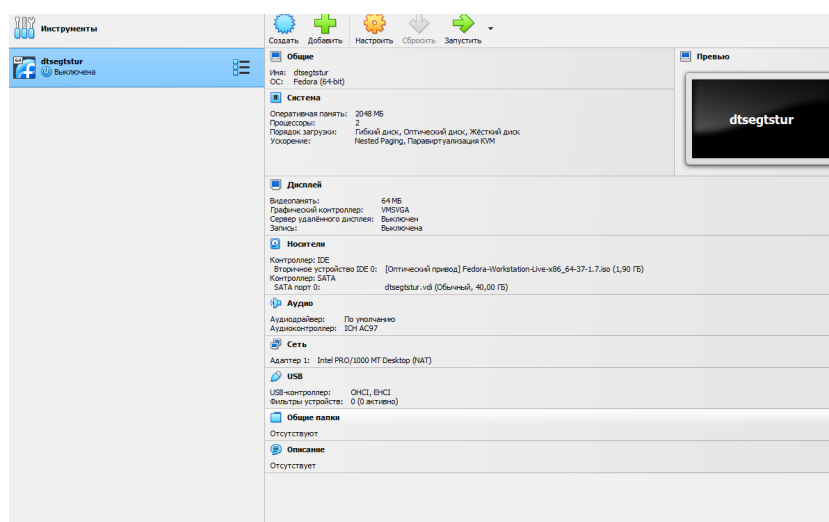 Инструменты
Создать Добавить Настроить Сбросить Запустить
64
dtsegtstur
Выключена
Общие
Имя: dtsegtstur
ОС: Fedora (64-bit)
Превью
dtsegtstur
Система
Оперативная память: 2048 МБ
Процессоры: 2
Порядок загрузки: Гибкий диск, Оптический диск, Жёсткий диск
Ускорение: Nested Paging, Паравиртуализация KVM
Дисплей
Видеопамять: 64 МБ
Графический контроллер: VMSVGA
Сервер удалённого дисплея: Выключен
Запись: Выключена
Носители
Контроллер: IDE
Вторичное устройство IDE 0: [Оптический привод] Fedora-Workstation-Live-x86_64-37-1.7.iso (1,90 ГБ)
Контроллер: SATA
SATA порт 0: dtsegtstur.vdi (Обычный, 40,00 ГБ)
Аудио
Аудиодрайвер: По умолчанию
Аудиоконтроллер: ICH AC97
Сеть
Адаптер 1: Intel PRO/1000 MT Desktop (NAT)
USB
USB-контроллер: OHCI, EHCI
Фильтры устройств: 0 (0 активно)
Общие папки
Отсутствуют
Описание
Отсутствует